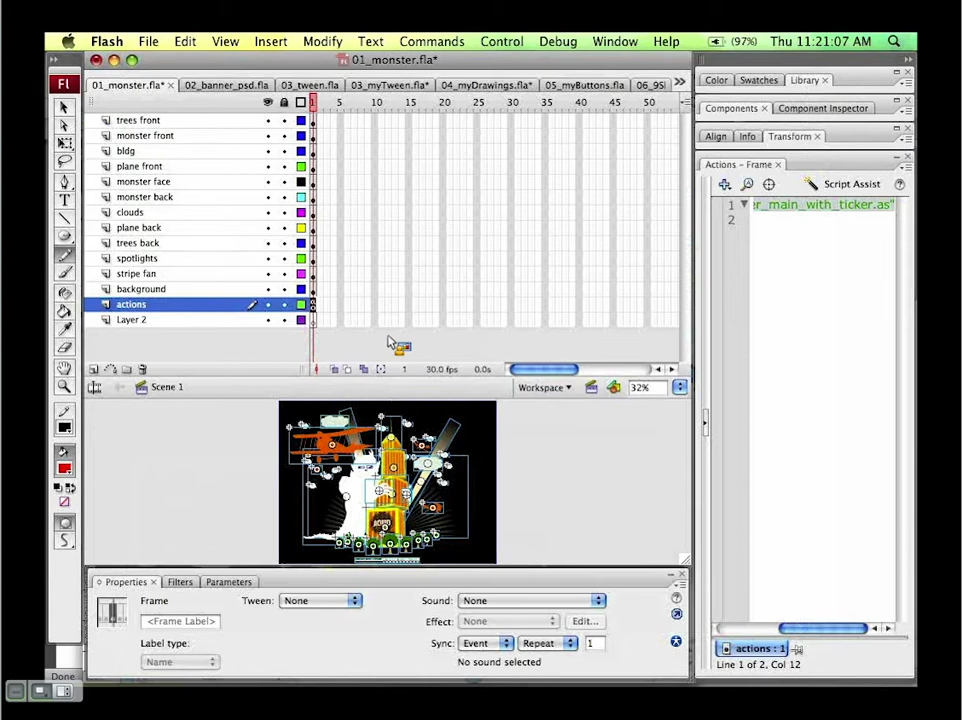 Flash File Edit View Insert Modify Text Commands Control Debug Window Help (97%) Thu 11:21:07 AM
01_monster.fla*
01_monster.fla* 02_banner_psd.fla 03_tween.fla 03_myTween.fla* 04_myDrawings.fla* 05_myButtons.fla 06_9Sl
Color Swatches Library
Fl
1 5 10 15 20 25 30 35 40 45 50
Components Component Inspector
trees front
monster front
Align Info Transform
bldg
plane front
Actions - Frame
monster face
Script Assist
monster back
1 er_main_with_ticker.as"
clouds
2
plane back
trees back
spotlights
stripe fan
background
actions
Layer 2
1 30.0 fps 0.0s
Scene 1
Workspace 32%
Properties Filters Parameters
Frame Tween: None Sound: None
<Frame Label> Effect: None Edit...
Label type: Sync: Event Repeat 1
Name No sound selected
actions : 1
Line 1 of 2, Col 12
Done